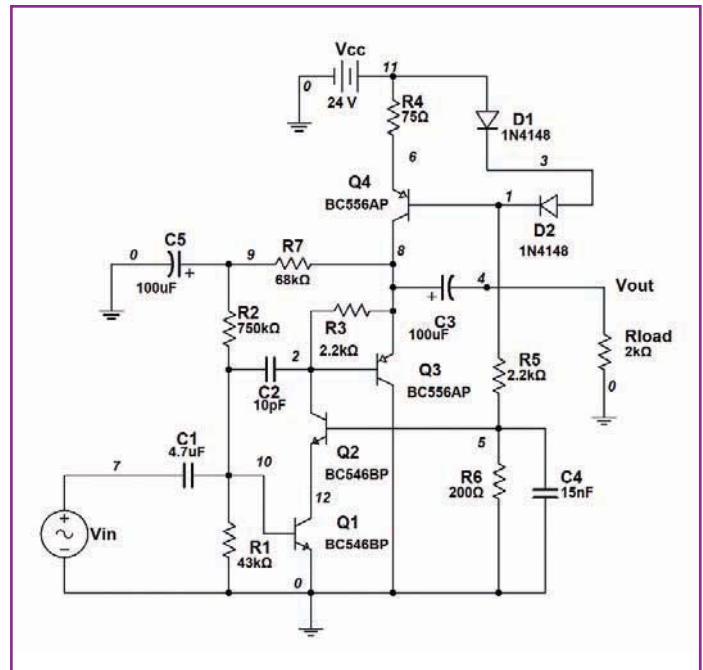 Vcc
11
0
24 V
R4
75Ω
D1
1N4148
6
3
Q4
BC556AP
1
D2
1N4148
C5
0
9
R7
8
100uF
68kΩ
4
Vout
R2
750kΩ
R3
2.2kΩ
C3
100uF
Rload
2kΩ
2
Q3
R5
2.2kΩ
0
C2
10pF
BC556AP
C1
4.7uF
7
10
Q2
BC546BP
5
12
R6
200Ω
C4
15nF
Vin
R1
43kΩ
Q1
BC546BP
0